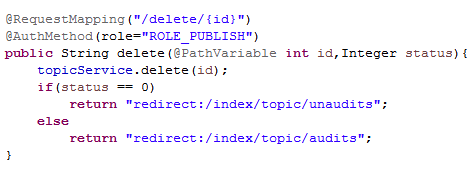 @RequestMapping("/delete/{id}")
@AuthMethod(role="ROLE_PUBLISH")
public String delete(@PathVariable int id,Integer status){
    topicService.delete(id);
    if(status == 0)
        return "redirect:/index/topic/unaudits";
    else
        return "redirect:/index/topic/audits";
}